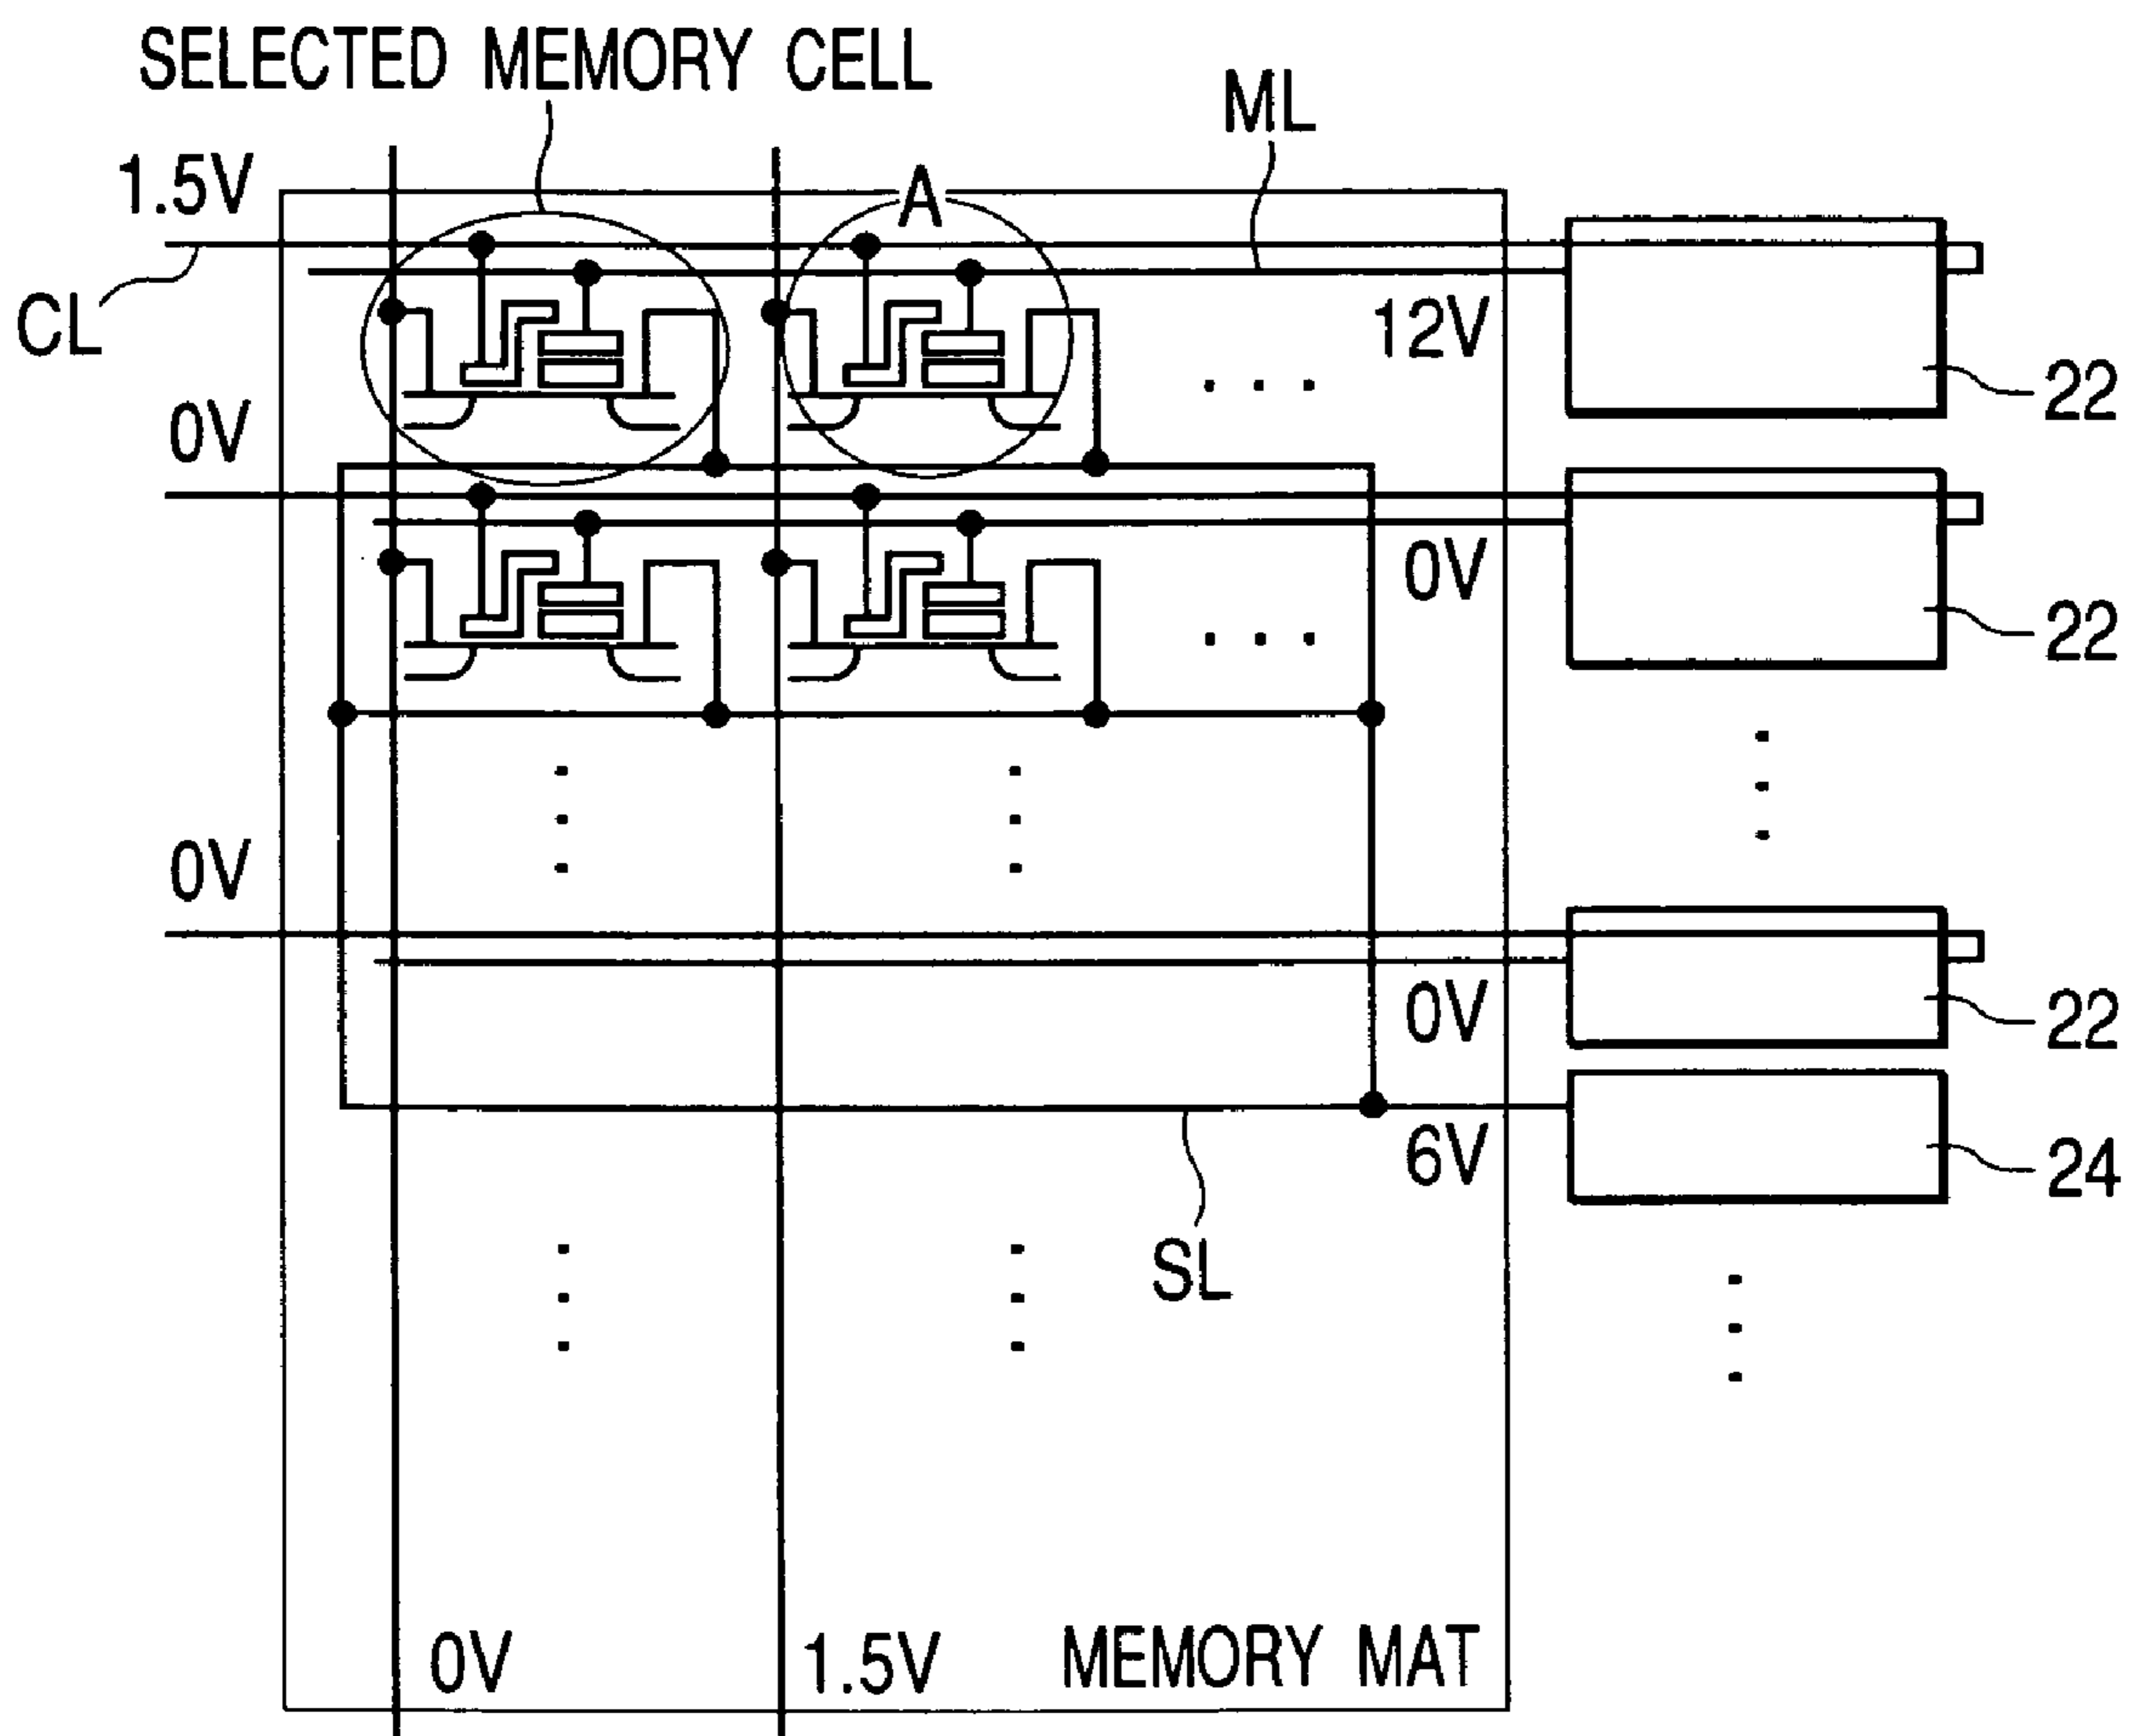 SELECTED MEMORY CELL
ML
1.5V
A
CL
12V
22
0V
0V
22
0V
0V
22
6V
24
SL
0V
1.5V
MEMORY MAT